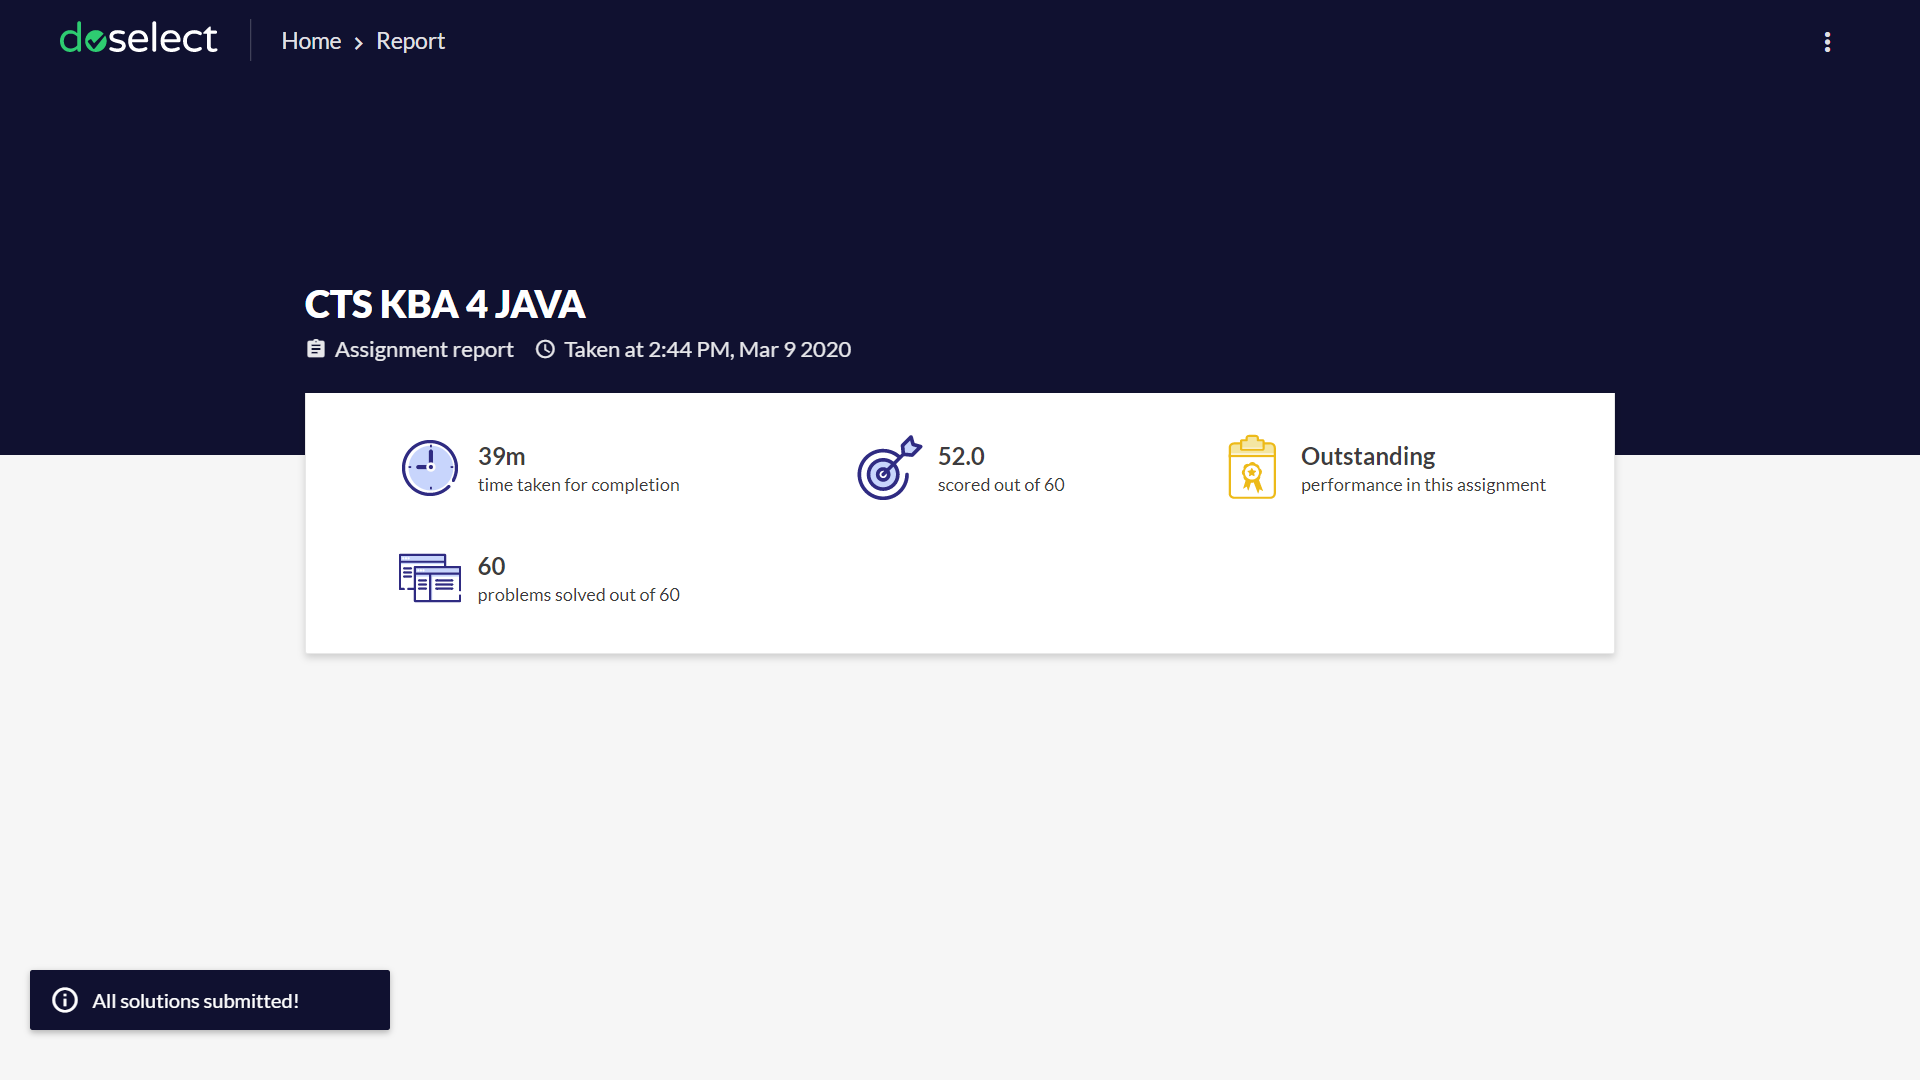 doselect
Home > Report
CTS KBA 4 JAVA
Assignment report Taken at 2:44 PM, Mar 9 2020
39m
time taken for completion
52.0
scored out of 60
Outstanding
performance in this assignment
60
problems solved out of 60
All solutions submitted!